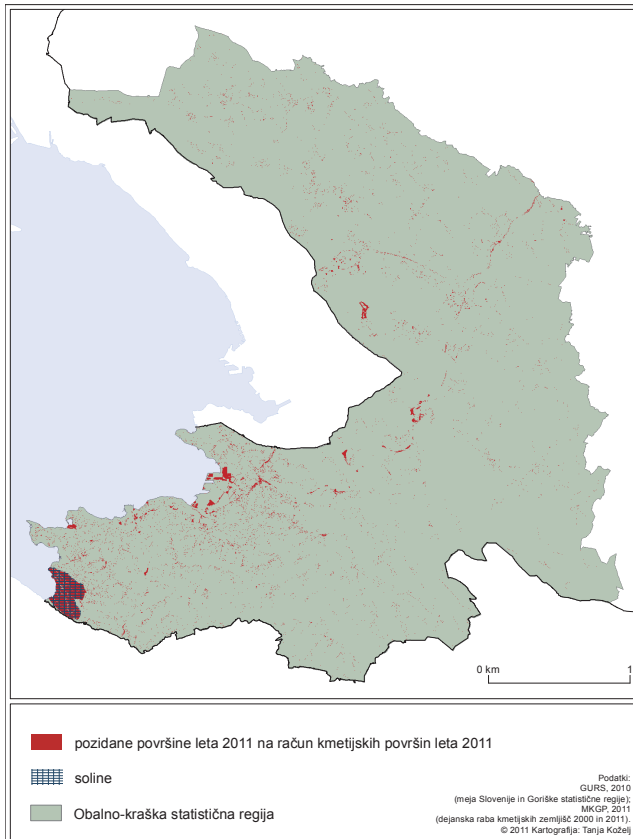 0 km 1
pozidane površine leta 2011 na račun kmetijskih površin leta 2011
soline
Obalno-kraška statistična regija
Podatki:
GURS, 2010
(meja Slovenije in Goriške statistične regije);
MKGP, 2011
(dejanska raba kmetijskih zemljišč 2000 in 2011).
© 2011 Kartografija: Tanja Koželj